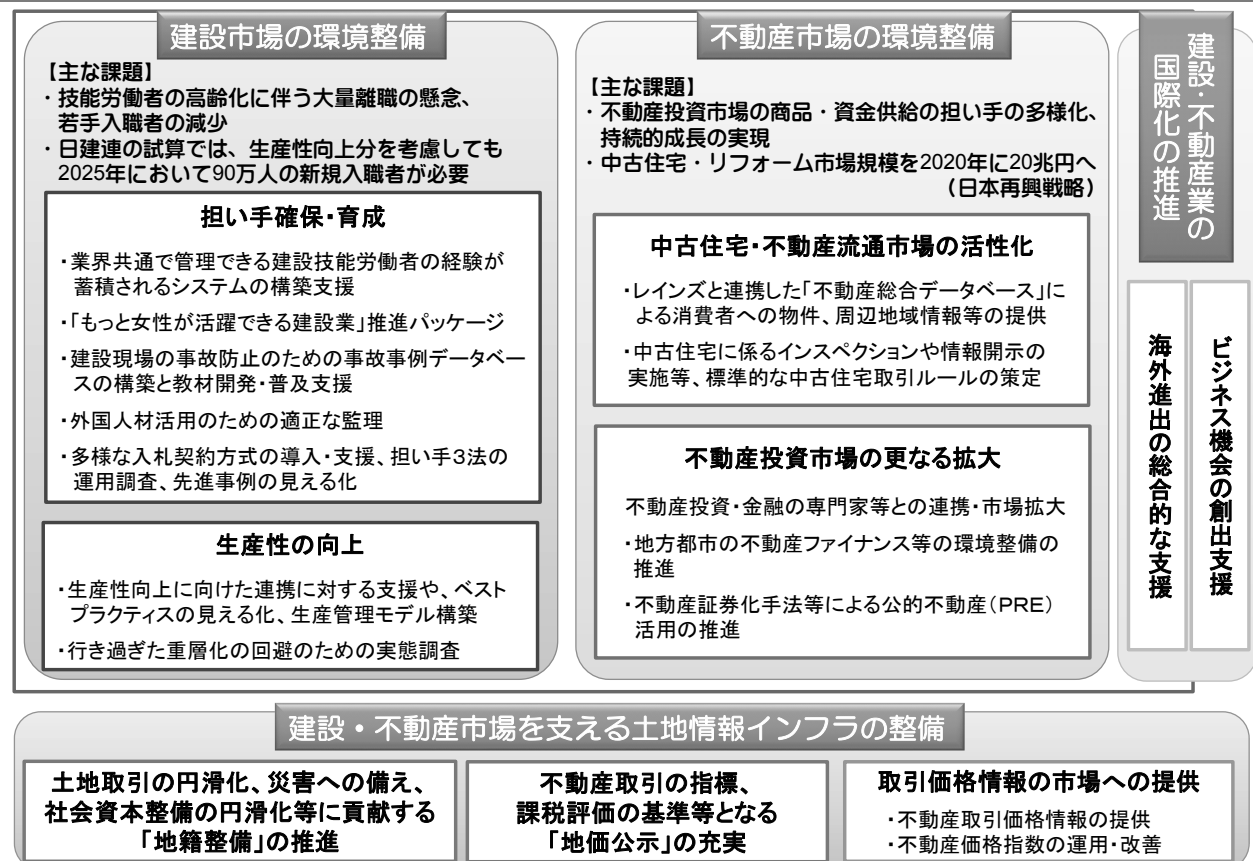 建設市場の環境整備
【主な課題】
・技能労働者の高齢化に伴う大量離職の懸念、
若手入職者の減少
・日建連の試算では、生産性向上分を考慮しても
2025年において90万人の新規入職者が必要
担い手確保・育成
・業界共通で管理できる建設技能労働者の経験が
蓄積されるシステムの構築支援
・「もっと女性が活躍できる建設業」推進パッケージ
・建設現場の事故防止のための事故事例データベー
スの構築と教材開発・普及支援
・外国人材活用のための適正な監理
・多様な入札契約方式の導入・支援、担い手3法の
運用調査、先進事例の見える化
生産性の向上
・生産性向上に向けた連携に対する支援や、ベスト
プラクティスの見える化、生産管理モデル構築
・行き過ぎた重層化の回避のための実態調査
不動産市場の環境整備
【主な課題】
・不動産投資市場の商品・資金供給の担い手の多様化、
持続的成長の実現
・中古住宅・リフォーム市場規模を2020年に20兆円へ
（日本再興戦略）
中古住宅・不動産流通市場の活性化
・レインズと連携した「不動産総合データベース」に
よる消費者への物件、周辺地域情報等の提供
・中古住宅に係るインスペクションや情報開示の
実施等、標準的な中古住宅取引ルールの策定
不動産投資市場の更なる拡大
不動産投資・金融の専門家等との連携・市場拡大
・地方都市の不動産ファイナンス等の環境整備の
推進
・不動産証券化手法等による公的不動産（PRE）
活用の推進
建設・不動産業の
国際化の推進
ビジネス機会の創出支援
海外進出の総合的な支援
建設・不動産市場を支える土地情報インフラの整備
土地取引の円滑化、災害への備え、
社会資本整備の円滑化等に貢献する
「地籍整備」の推進
不動産取引の指標、
課税評価の基準等となる
「地価公示」の充実
取引価格情報の市場への提供
・不動産取引価格情報の提供
・不動産価格指数の運用・改善